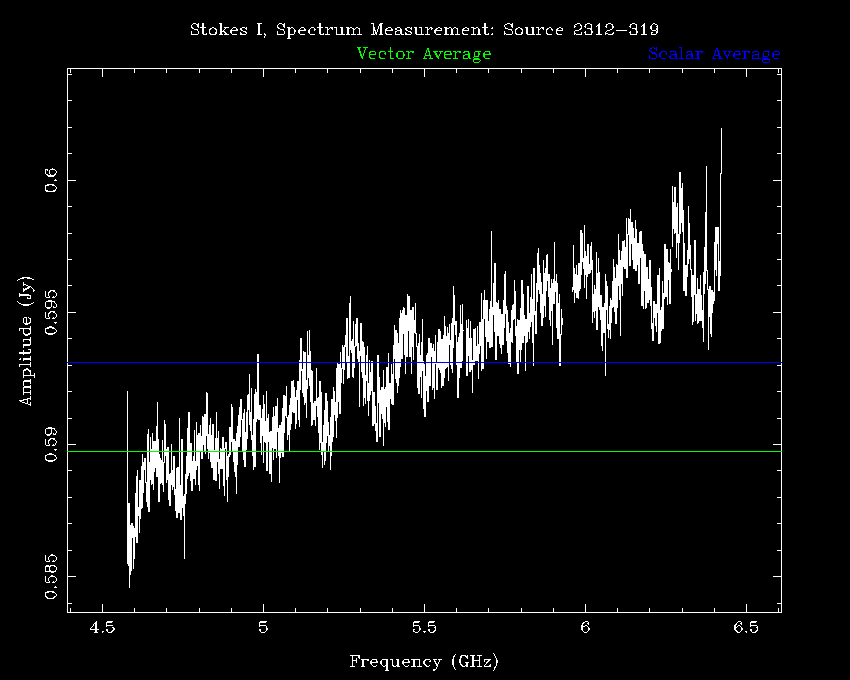 Stokes I, Spectrum Measurement: Source 2312-319
Vector Average Scalar Average
0.6
0.595
0.59
0.585
Amplitude (Jy)
4.5 5 5.5 6 6.5
Frequency (GHz)